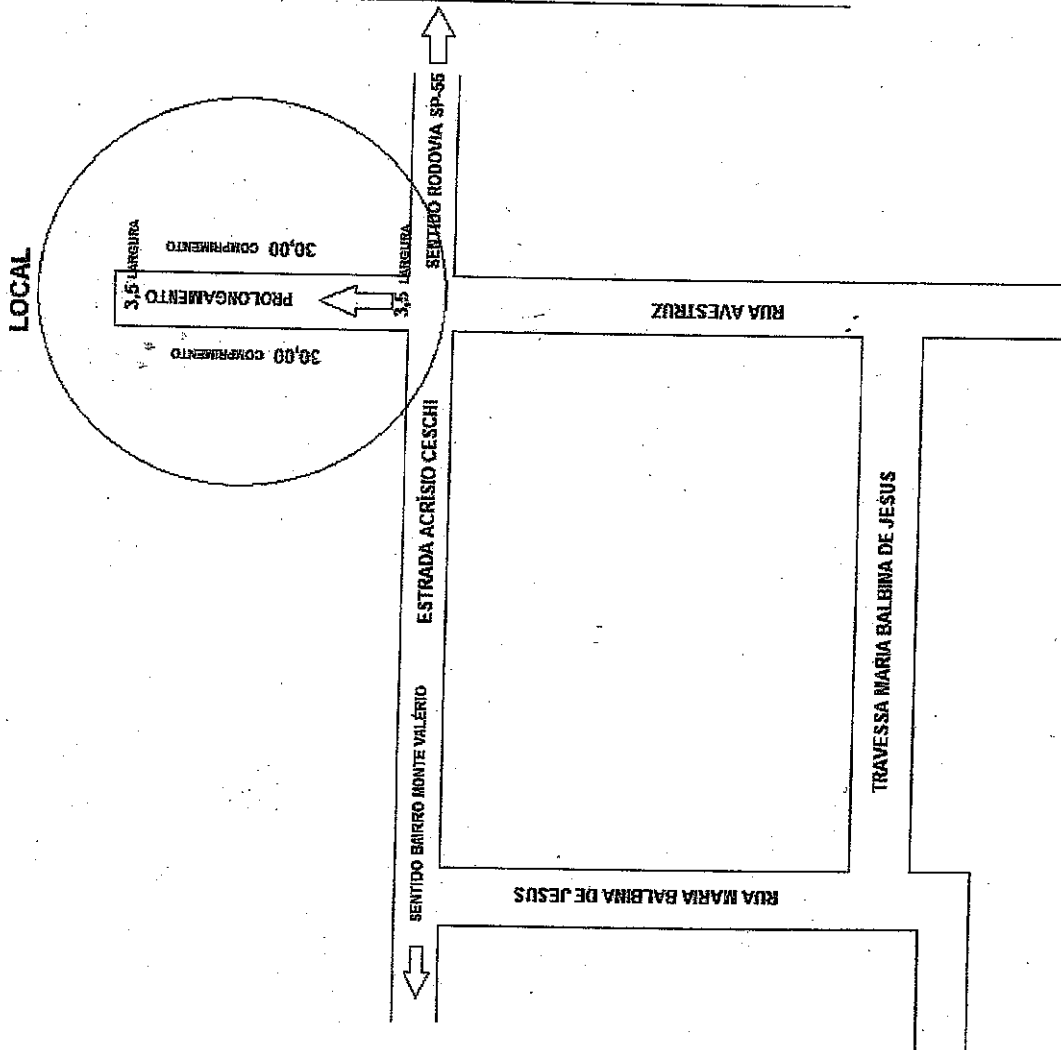 LOCAL
3,5 LARGURA
30,00 COMPRIMENTO
PROLONGAMENTO
30,00 COMPRIMENTO
3,5 LARGURA
SENTIDO RODOVIA SP-55
ESTRADA ACRÍSIO CESCHI
SENTIDO BAIRRO MONTE VALÉRIO
RUA AVESTRUZ
RUA MARIA BALBINA DE JESUS
TRAVESSA MARIA BALBINA DE JESUS